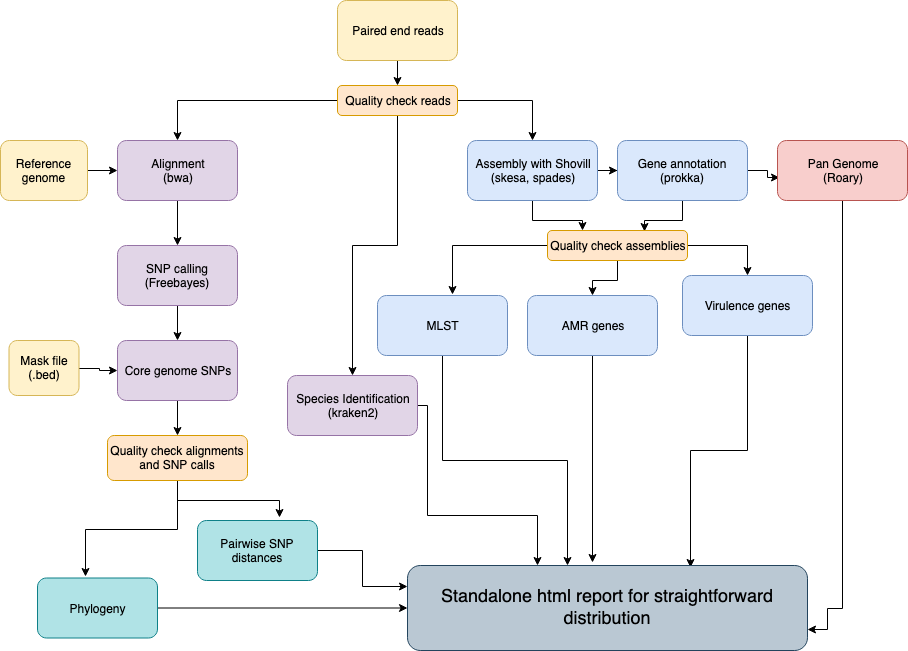 Paired end reads
Quality check reads
Reference
genome
Alignment
(bwa)
Assembly with Shovill
(skesa, spades)
Gene annotation
(prokka)
Pan Genome
(Roary)
Quality check assemblies
SNP calling
(Freebayes)
MLST
AMR genes
Virulence genes
Mask file
(.bed)
Core genome SNPs
Species Identification
(kraken2)
Quality check alignments
and SNP calls
Pairwise SNP
distances
Phylogeny
Standalone html report for straightforward
distribution